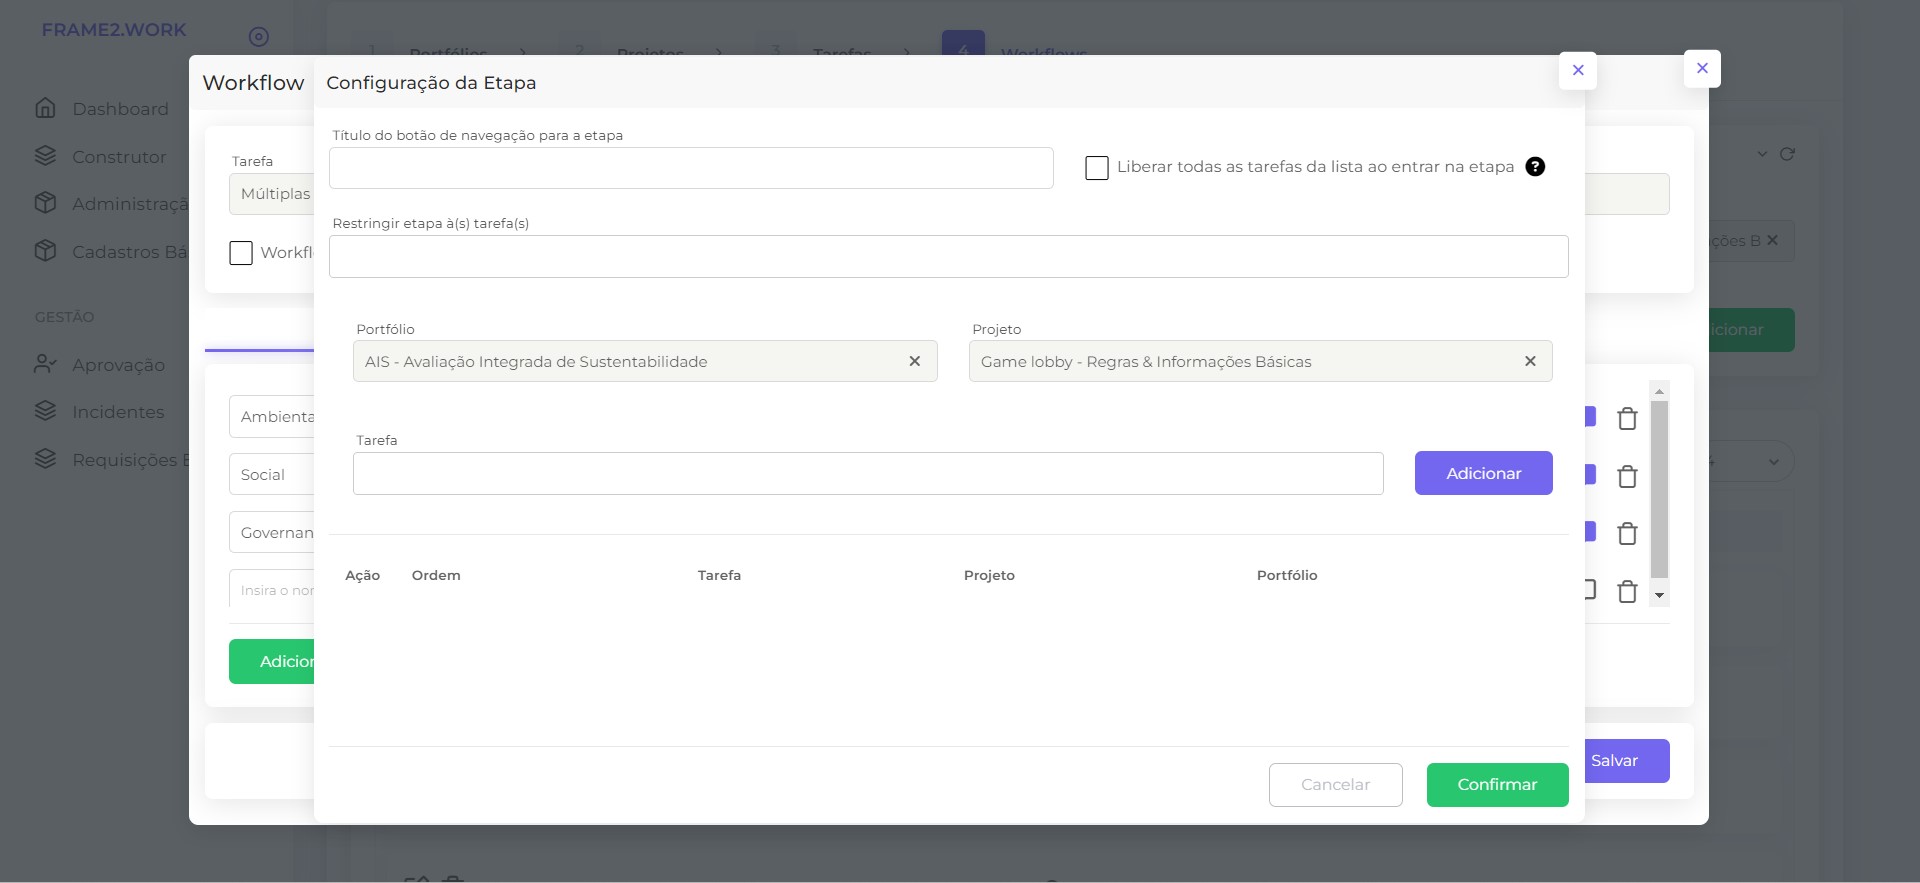 FRAME2.WORK
1 Portfólios > 2 Projetos > 3 Tarefas > 4 Workflows
Dashboard
Construtor
Administraçã
Cadastros Bá
GESTÃO
Aprovação
Incidentes
Requisições E
Workflow
Tarefa
Múltiplas
Workfl
Ambienta
Social
Governan
Insira o nor
Adicior
Configuração da Etapa
Título do botão de navegação para a etapa
Liberar todas as tarefas da lista ao entrar na etapa ?
Restringir etapa à(s) tarefa(s)
Portfólio
Projeto
AIS - Avaliação Integrada de Sustentabilidade
Game lobby - Regras & Informações Básicas
Tarefa
Adicionar
Ação Ordem Tarefa Projeto Portfólio
Cancelar Confirmar
Salvar
ções B
icionar